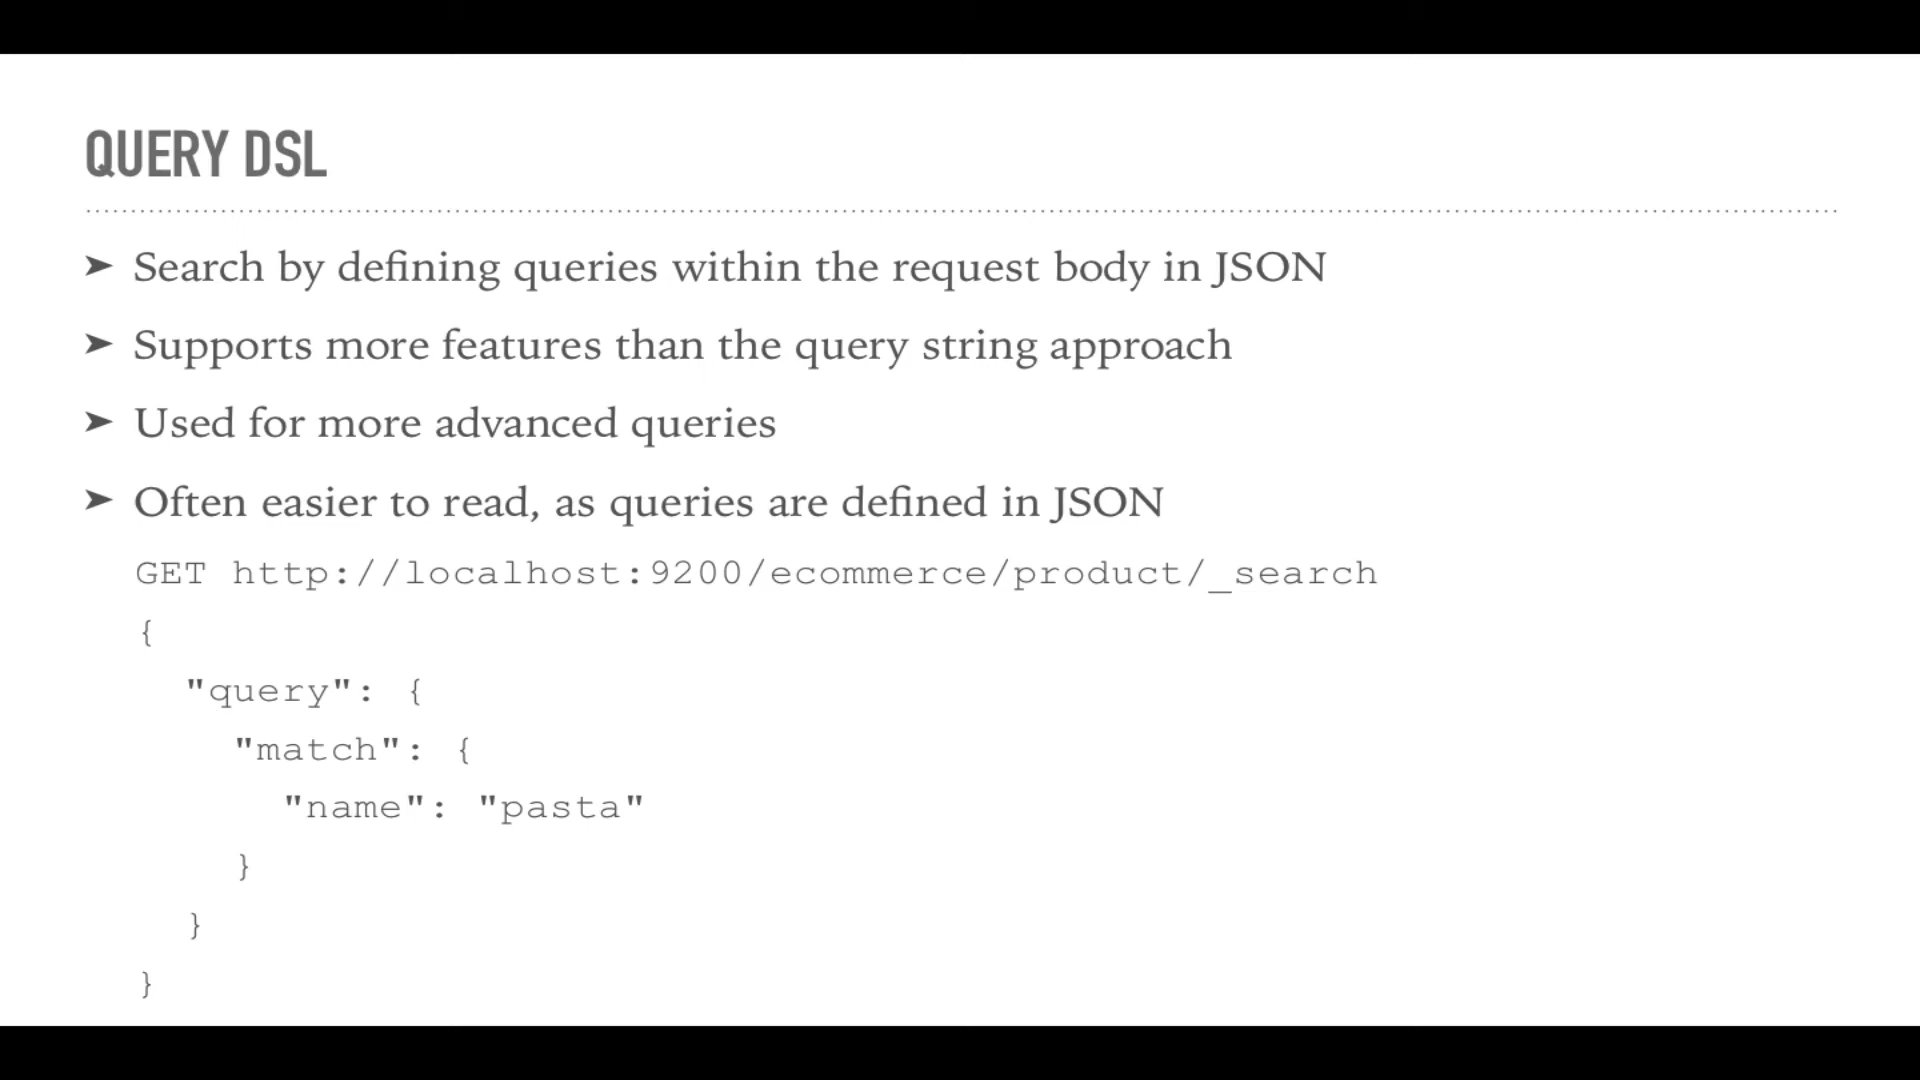 QUERY DSL
➤ Search by defining queries within the request body in JSON
➤ Supports more features than the query string approach
➤ Used for more advanced queries
➤ Often easier to read, as queries are defined in JSON
GET http://localhost:9200/ecommerce/product/_search
{
  "query": {
    "match": {
      "name": "pasta"
    }
  }
}